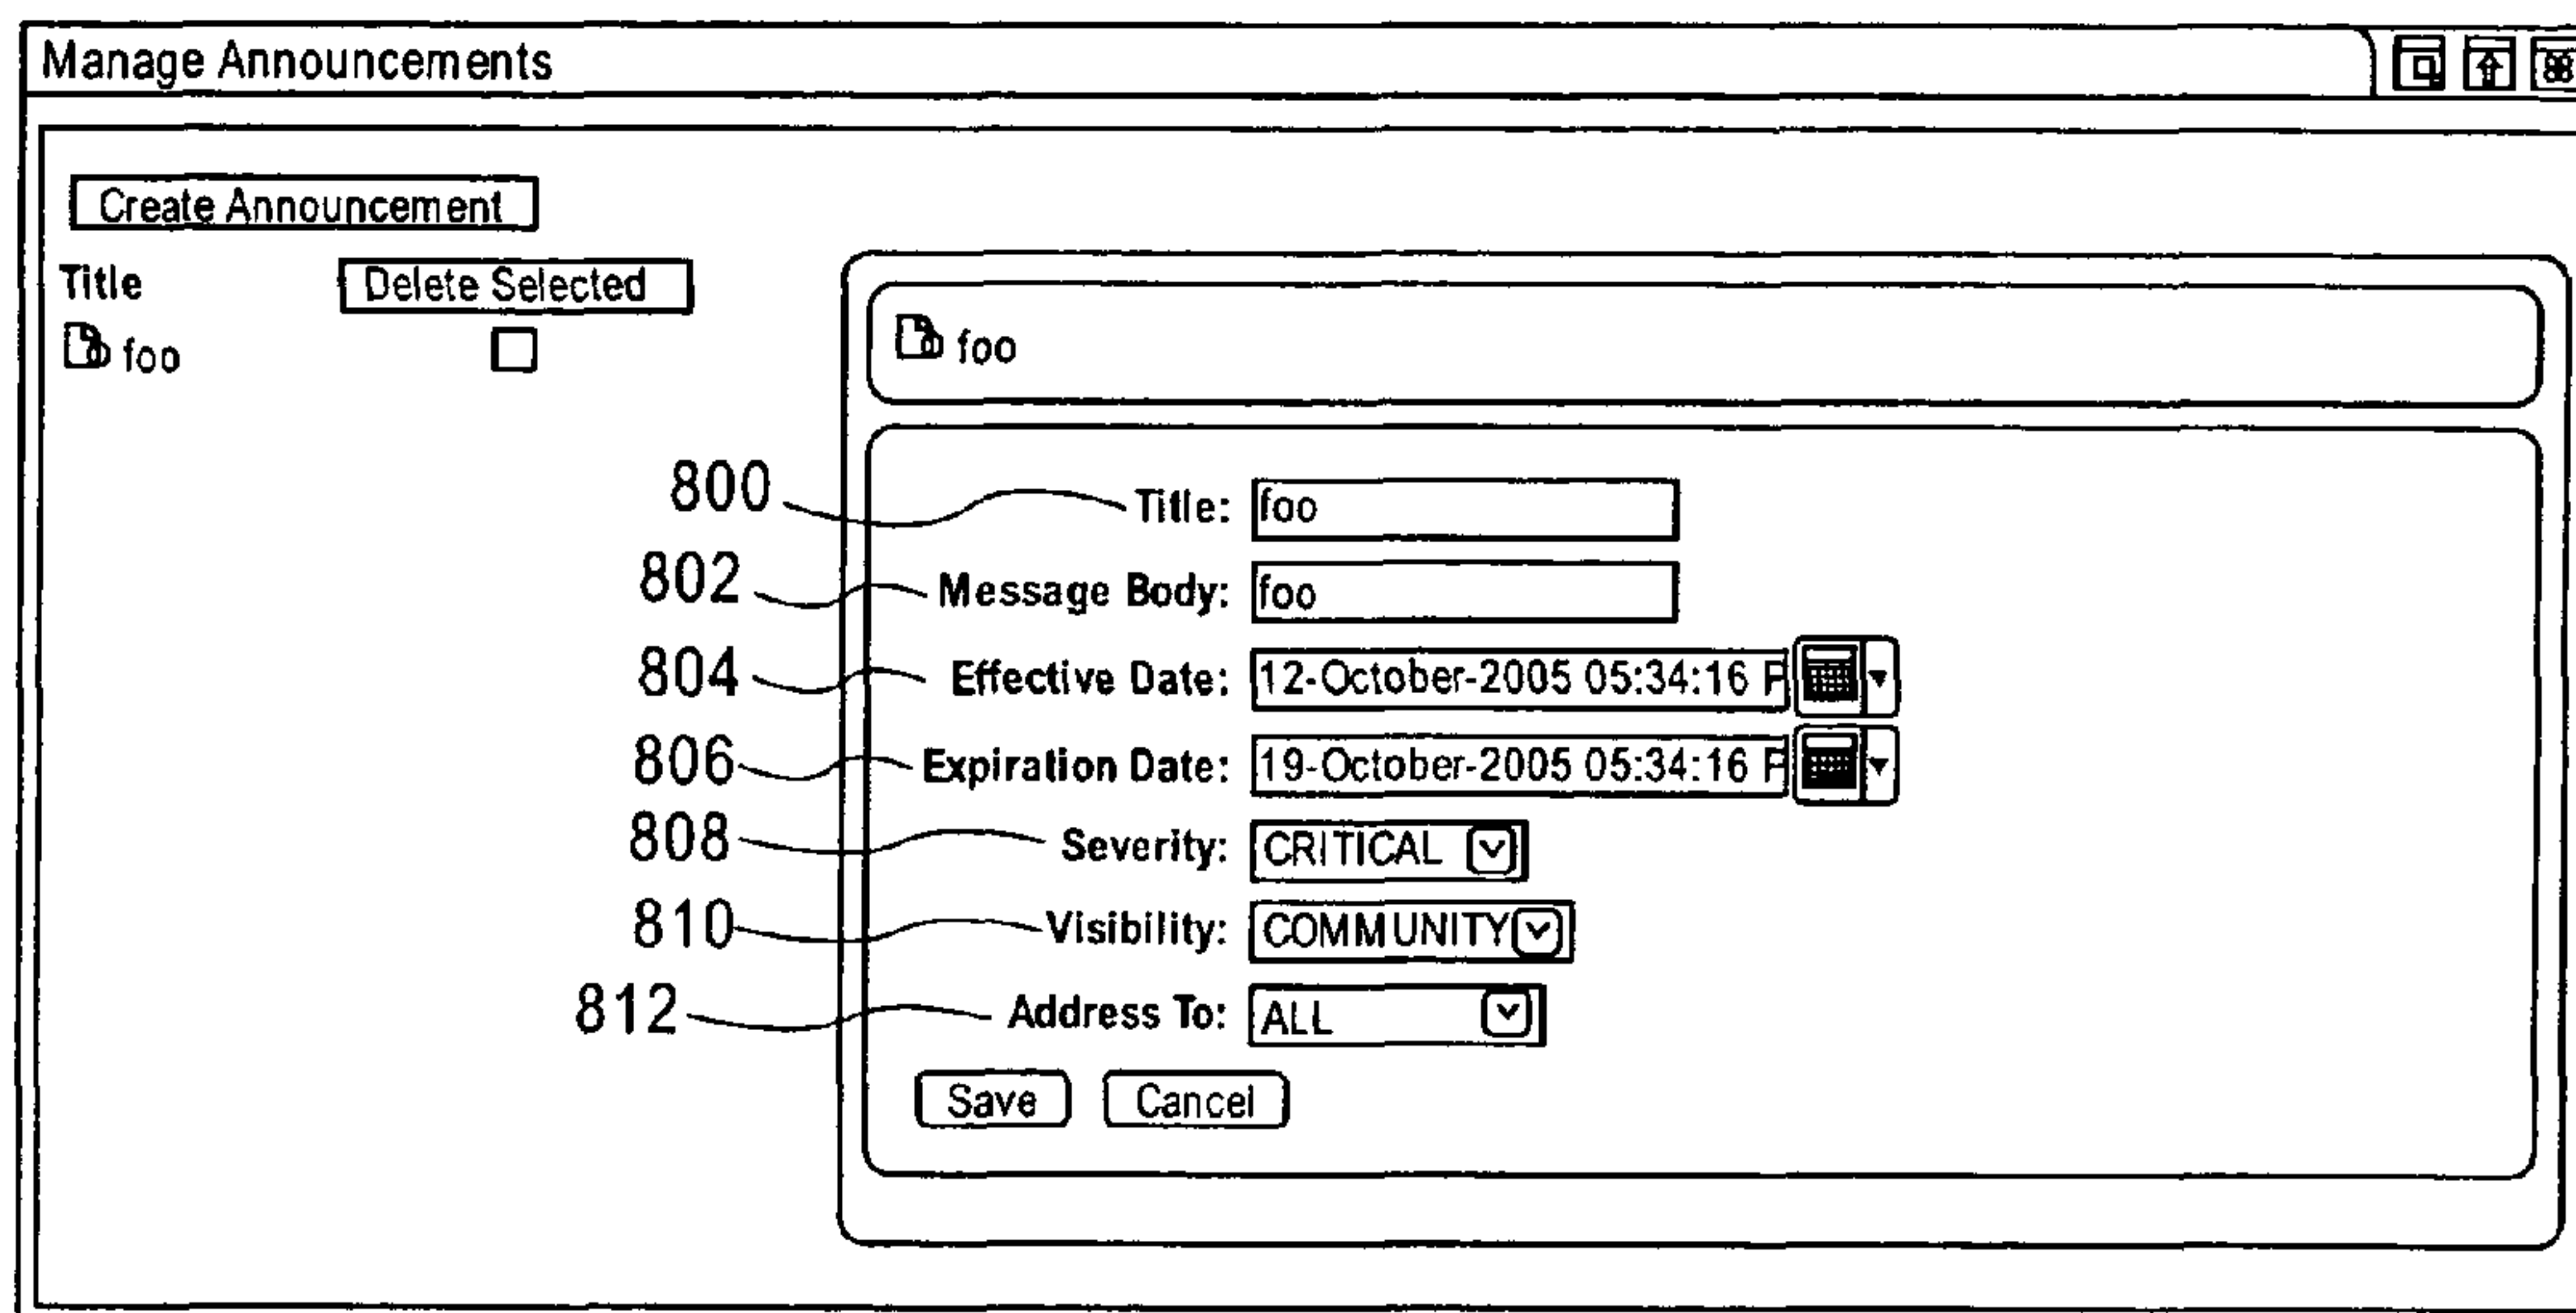 Manage Announcements
Create Announcement
Title Delete Selected
foo
foo
800 Title: foo
802 Message Body: foo
804 Effective Date: 12-October-2005 05:34:16 P
806 Expiration Date: 19-October-2005 05:34:16 P
808 Severity: CRITICAL
810 Visibility: COMMUNITY
812 Address To: ALL
Save Cancel